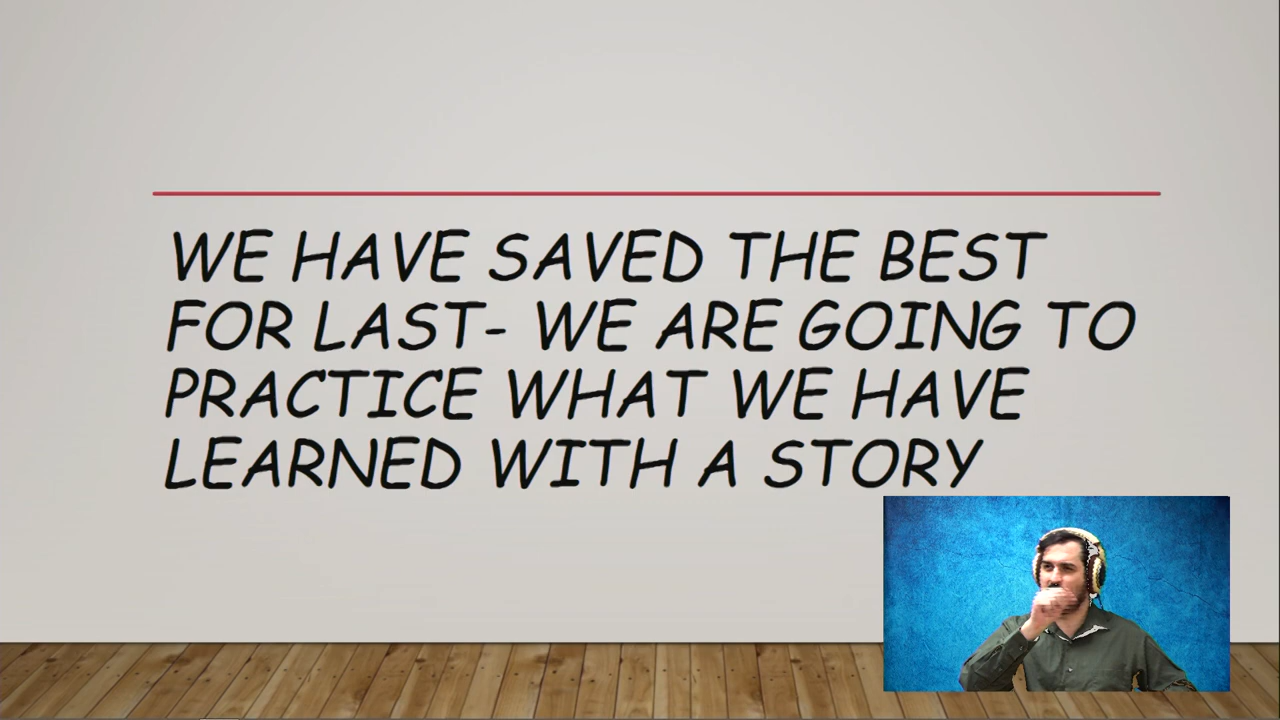 WE HAVE SAVED THE BEST
FOR LAST- WE ARE GOING TO
PRACTICE WHAT WE HAVE
LEARNED WITH A STORY